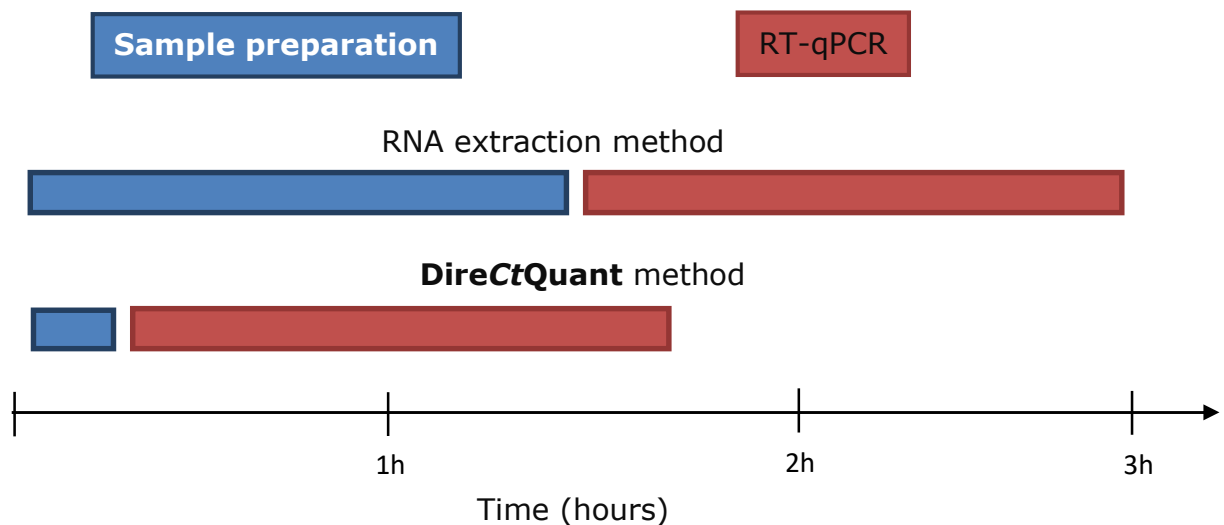 Sample preparation
RT-qPCR
RNA extraction method
DireCtQuant method
1h
2h
3h
Time (hours)